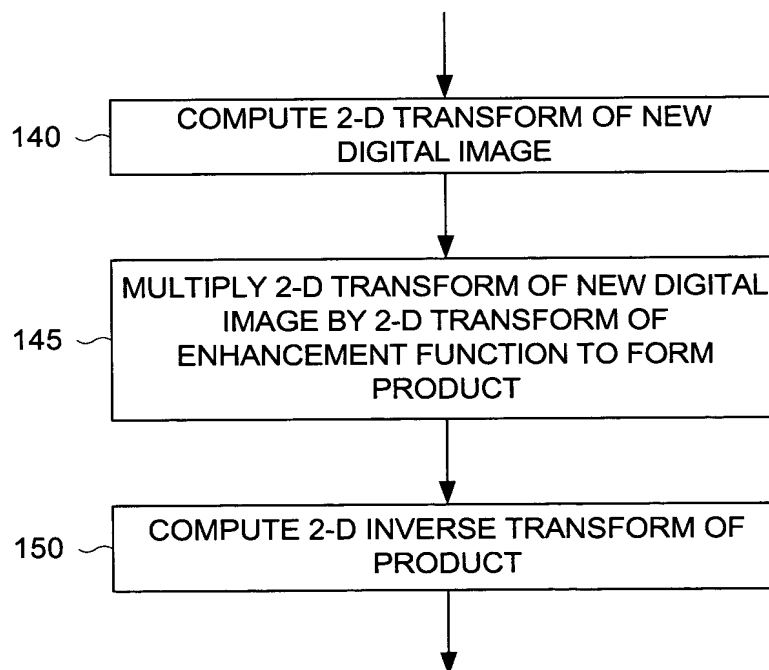 140
COMPUTE 2-D TRANSFORM OF NEW
DIGITAL IMAGE
145
MULTIPLY 2-D TRANSFORM OF NEW DIGITAL
IMAGE BY 2-D TRANSFORM OF
ENHANCEMENT FUNCTION TO FORM
PRODUCT
150
COMPUTE 2-D INVERSE TRANSFORM OF
PRODUCT